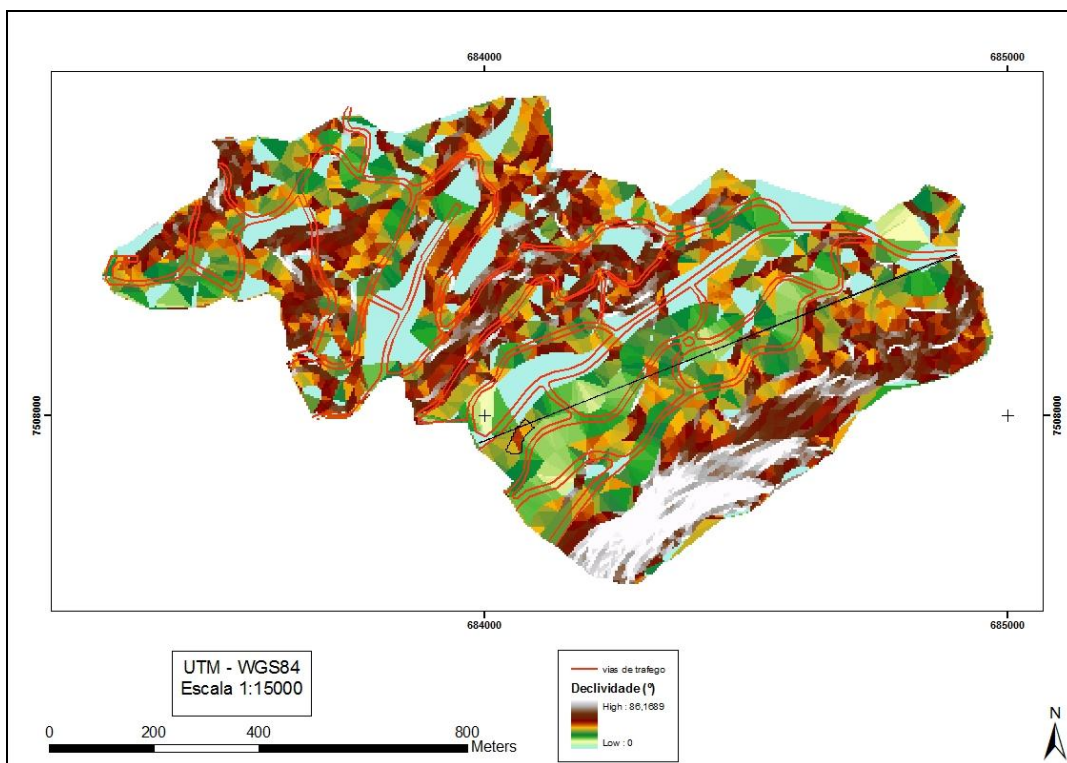 684000
685000
7508000
7508000
684000
685000
UTM - WGS84
Escala 1:15000
0
200
400
800
Meters
vias de trafego
Declividade (º)
High : 86,1689
Low : 0
N